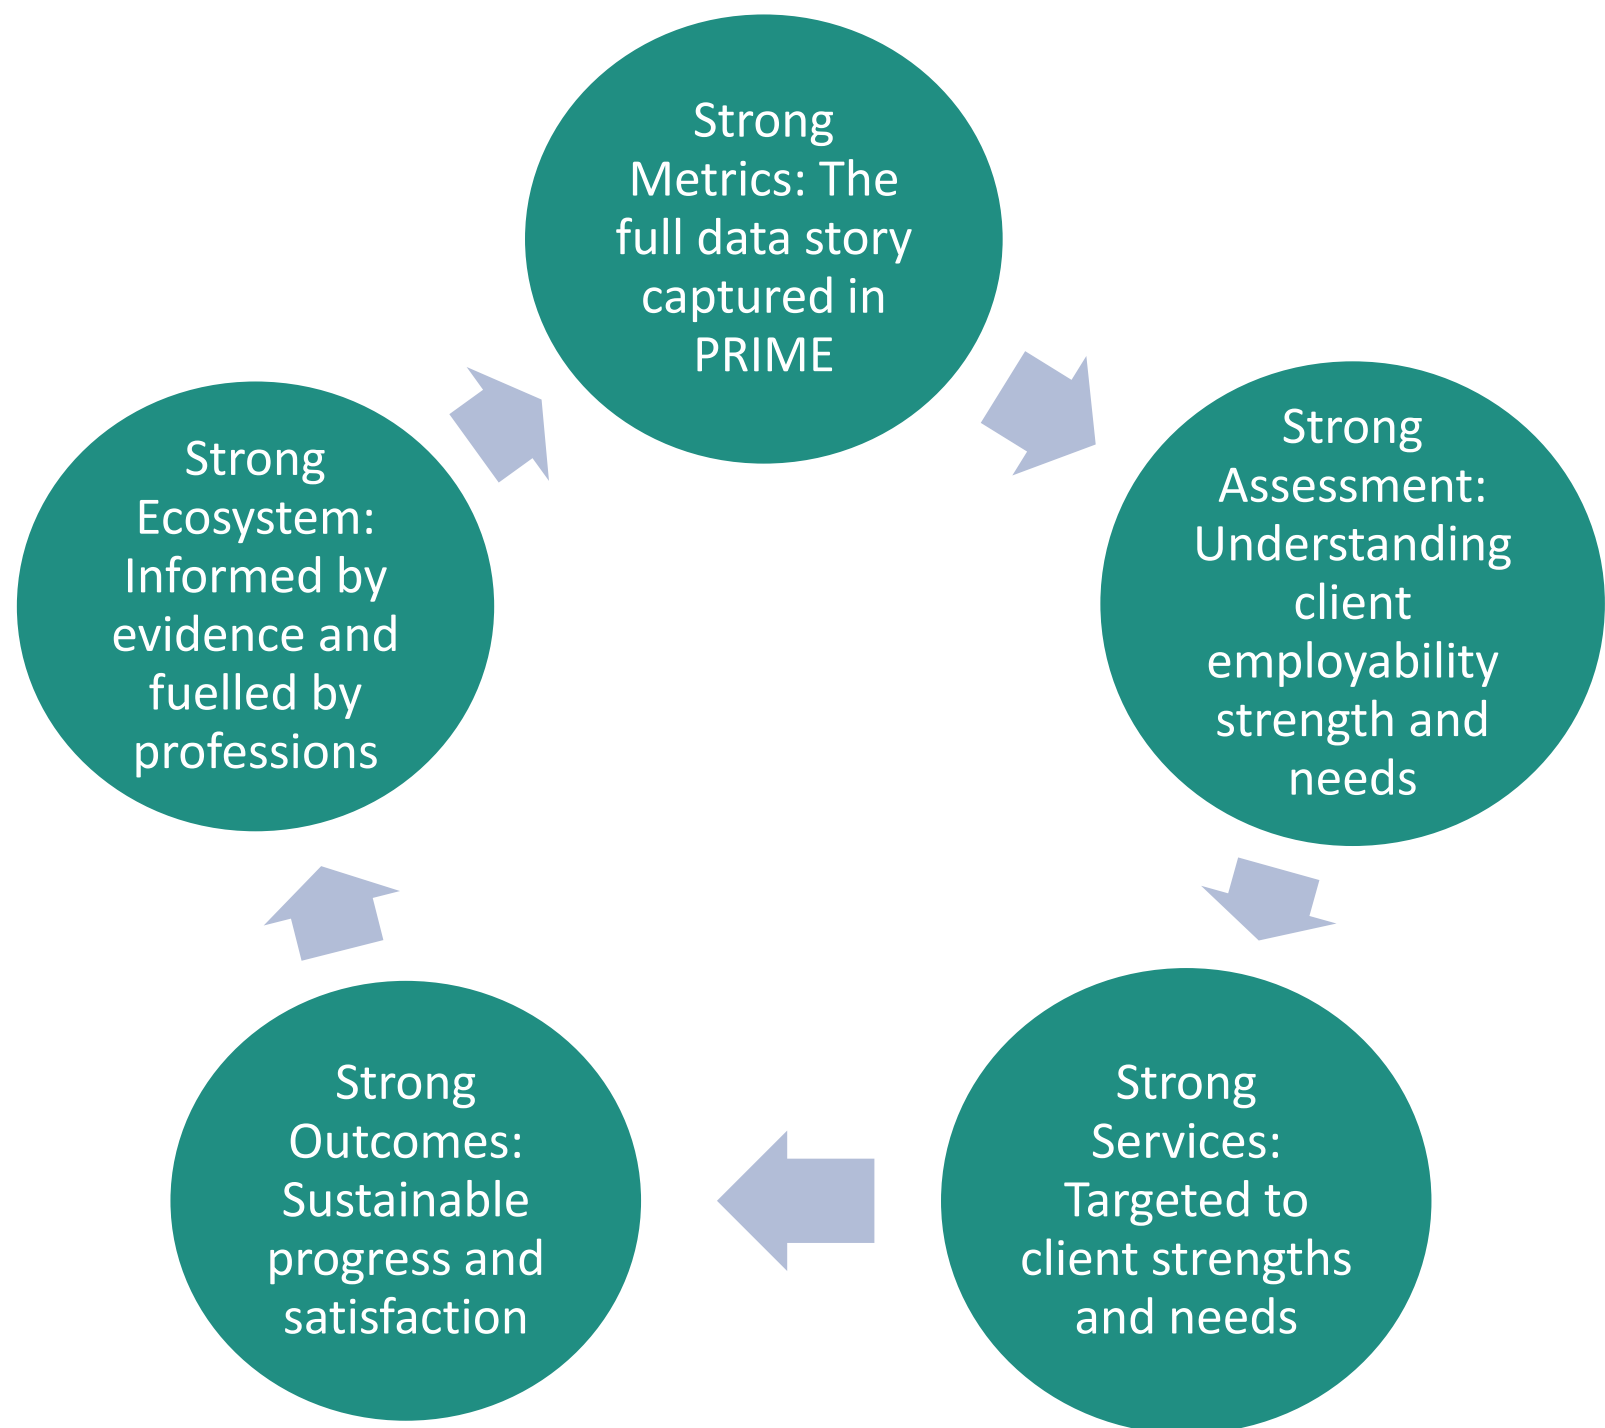 Strong
Metrics: The
full data story
captured in
PRIME
Strong
Assessment:
Understanding
client
employability
strength and
needs
Strong
Services:
Targeted to
client strengths
and needs
Strong
Outcomes:
Sustainable
progress and
satisfaction
Strong
Ecosystem:
Informed by
evidence and
fuelled by
professions